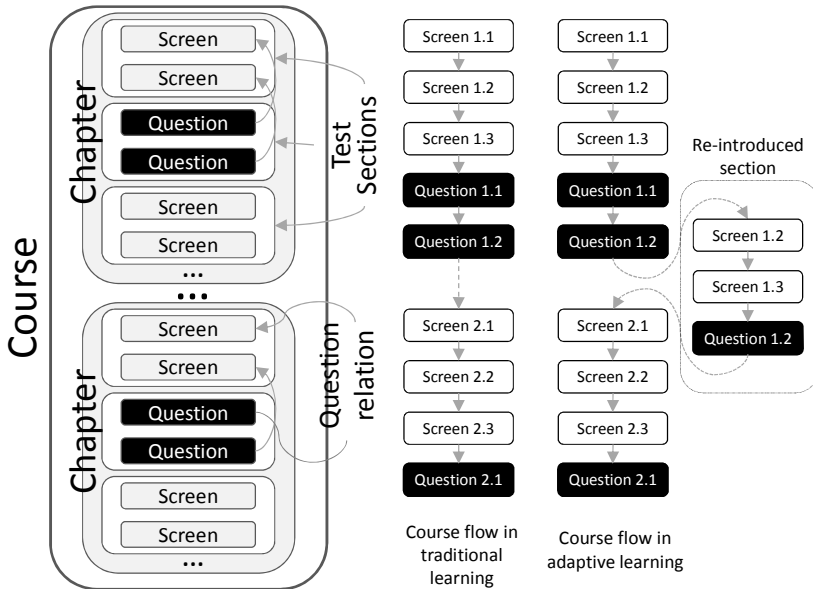 Course
Chapter
Screen
Screen
Question
Question
Screen
Screen
...
...
Chapter
Screen
Screen
Question
Question
Screen
Screen
...
Test
Sections
Question
relation
Screen 1.1
Screen 1.2
Screen 1.3
Question 1.1
Question 1.2
Screen 2.1
Screen 2.2
Screen 2.3
Question 2.1
Course flow in
traditional
learning
Screen 1.1
Screen 1.2
Screen 1.3
Question 1.1
Question 1.2
Screen 2.1
Screen 2.2
Screen 2.3
Question 2.1
Course flow in
adaptive learning
Re-introduced
section
Screen 1.2
Screen 1.3
Question 1.2